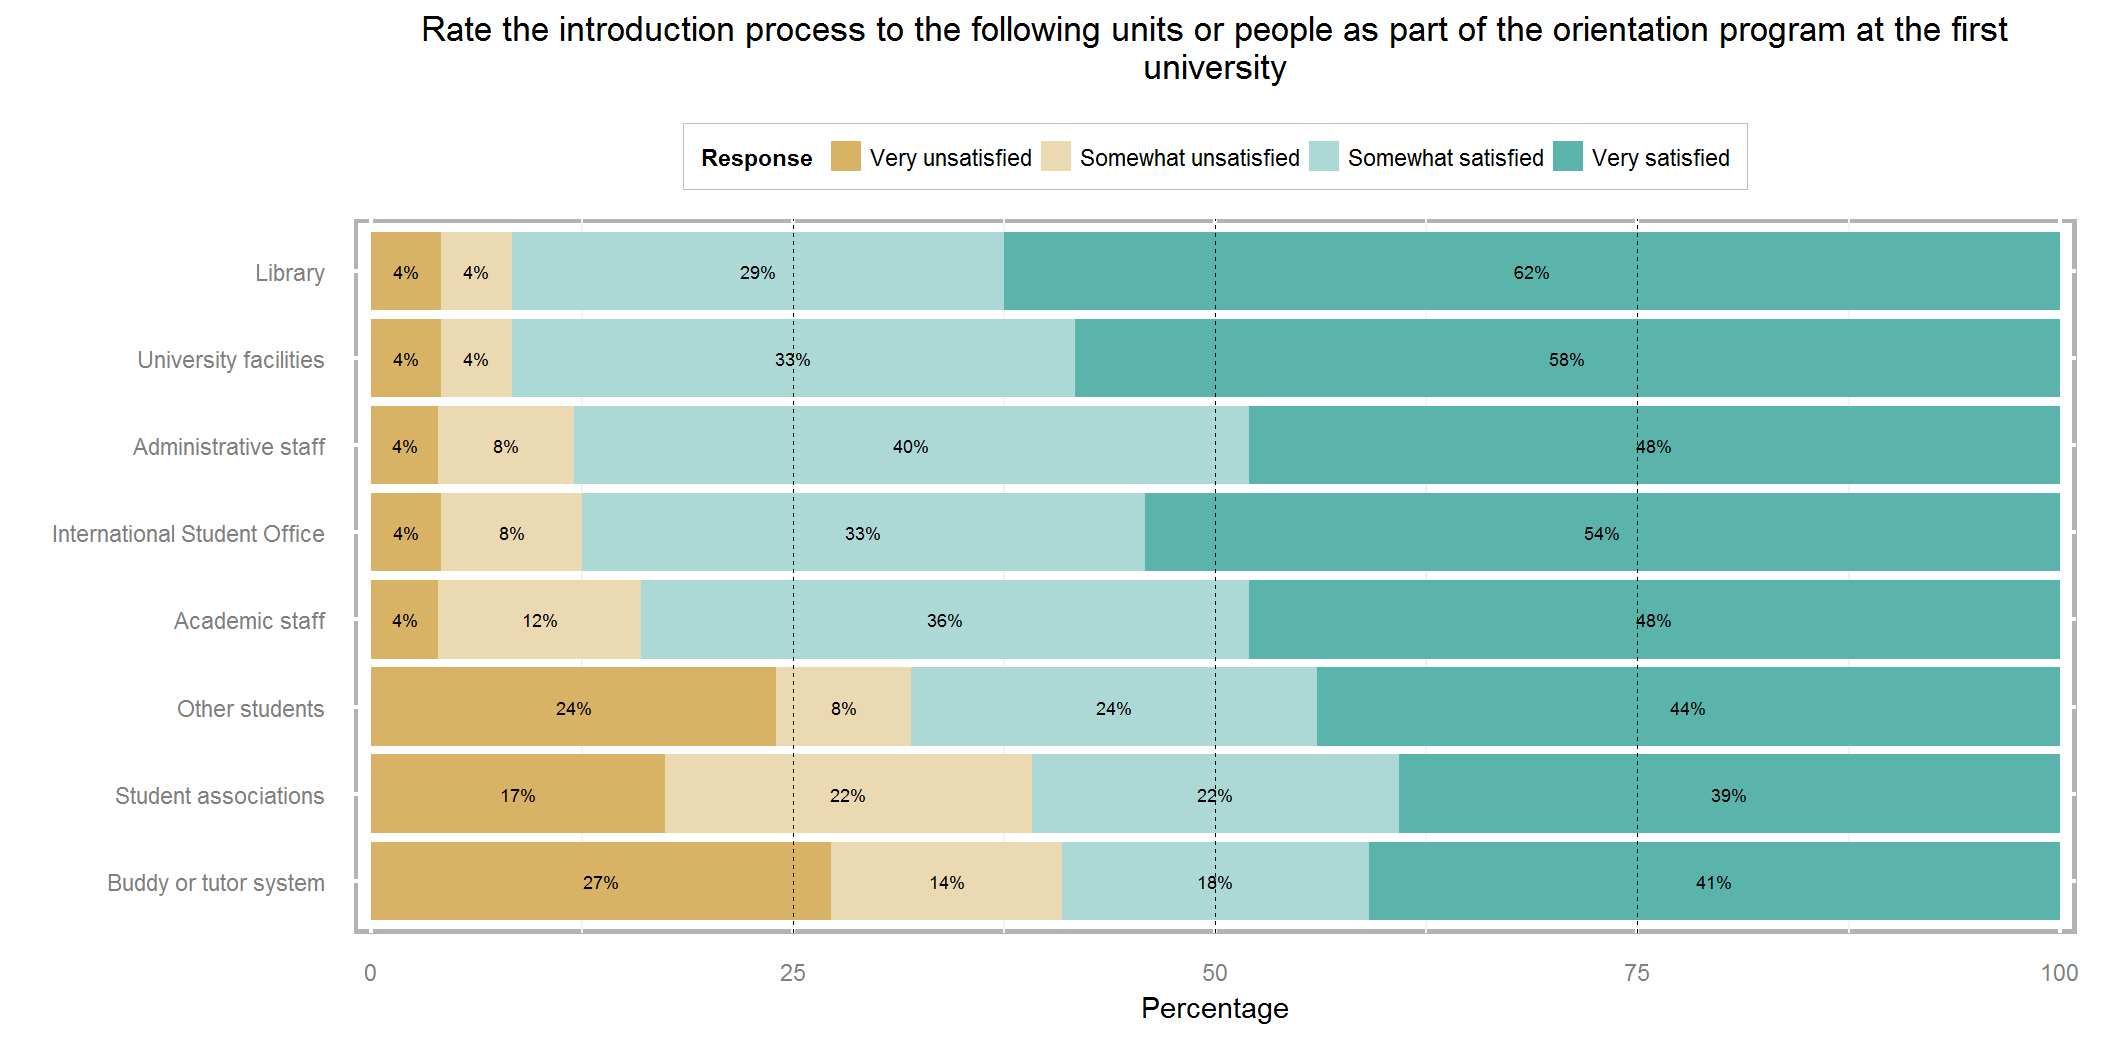 Rate the introduction process to the following units or people as part of the orientation program at the first
university
Response Very unsatisfied Somewhat unsatisfied Somewhat satisfied Very satisfied
Library 4% 4% 29% 62%
University facilities 4% 4% 33% 58%
Administrative staff 4% 8% 40% 48%
International Student Office 4% 8% 33% 54%
Academic staff 4% 12% 36% 48%
Other students 24% 8% 24% 44%
Student associations 17% 22% 22% 39%
Buddy or tutor system 27% 14% 18% 41%
0 25 50 75 100
Percentage